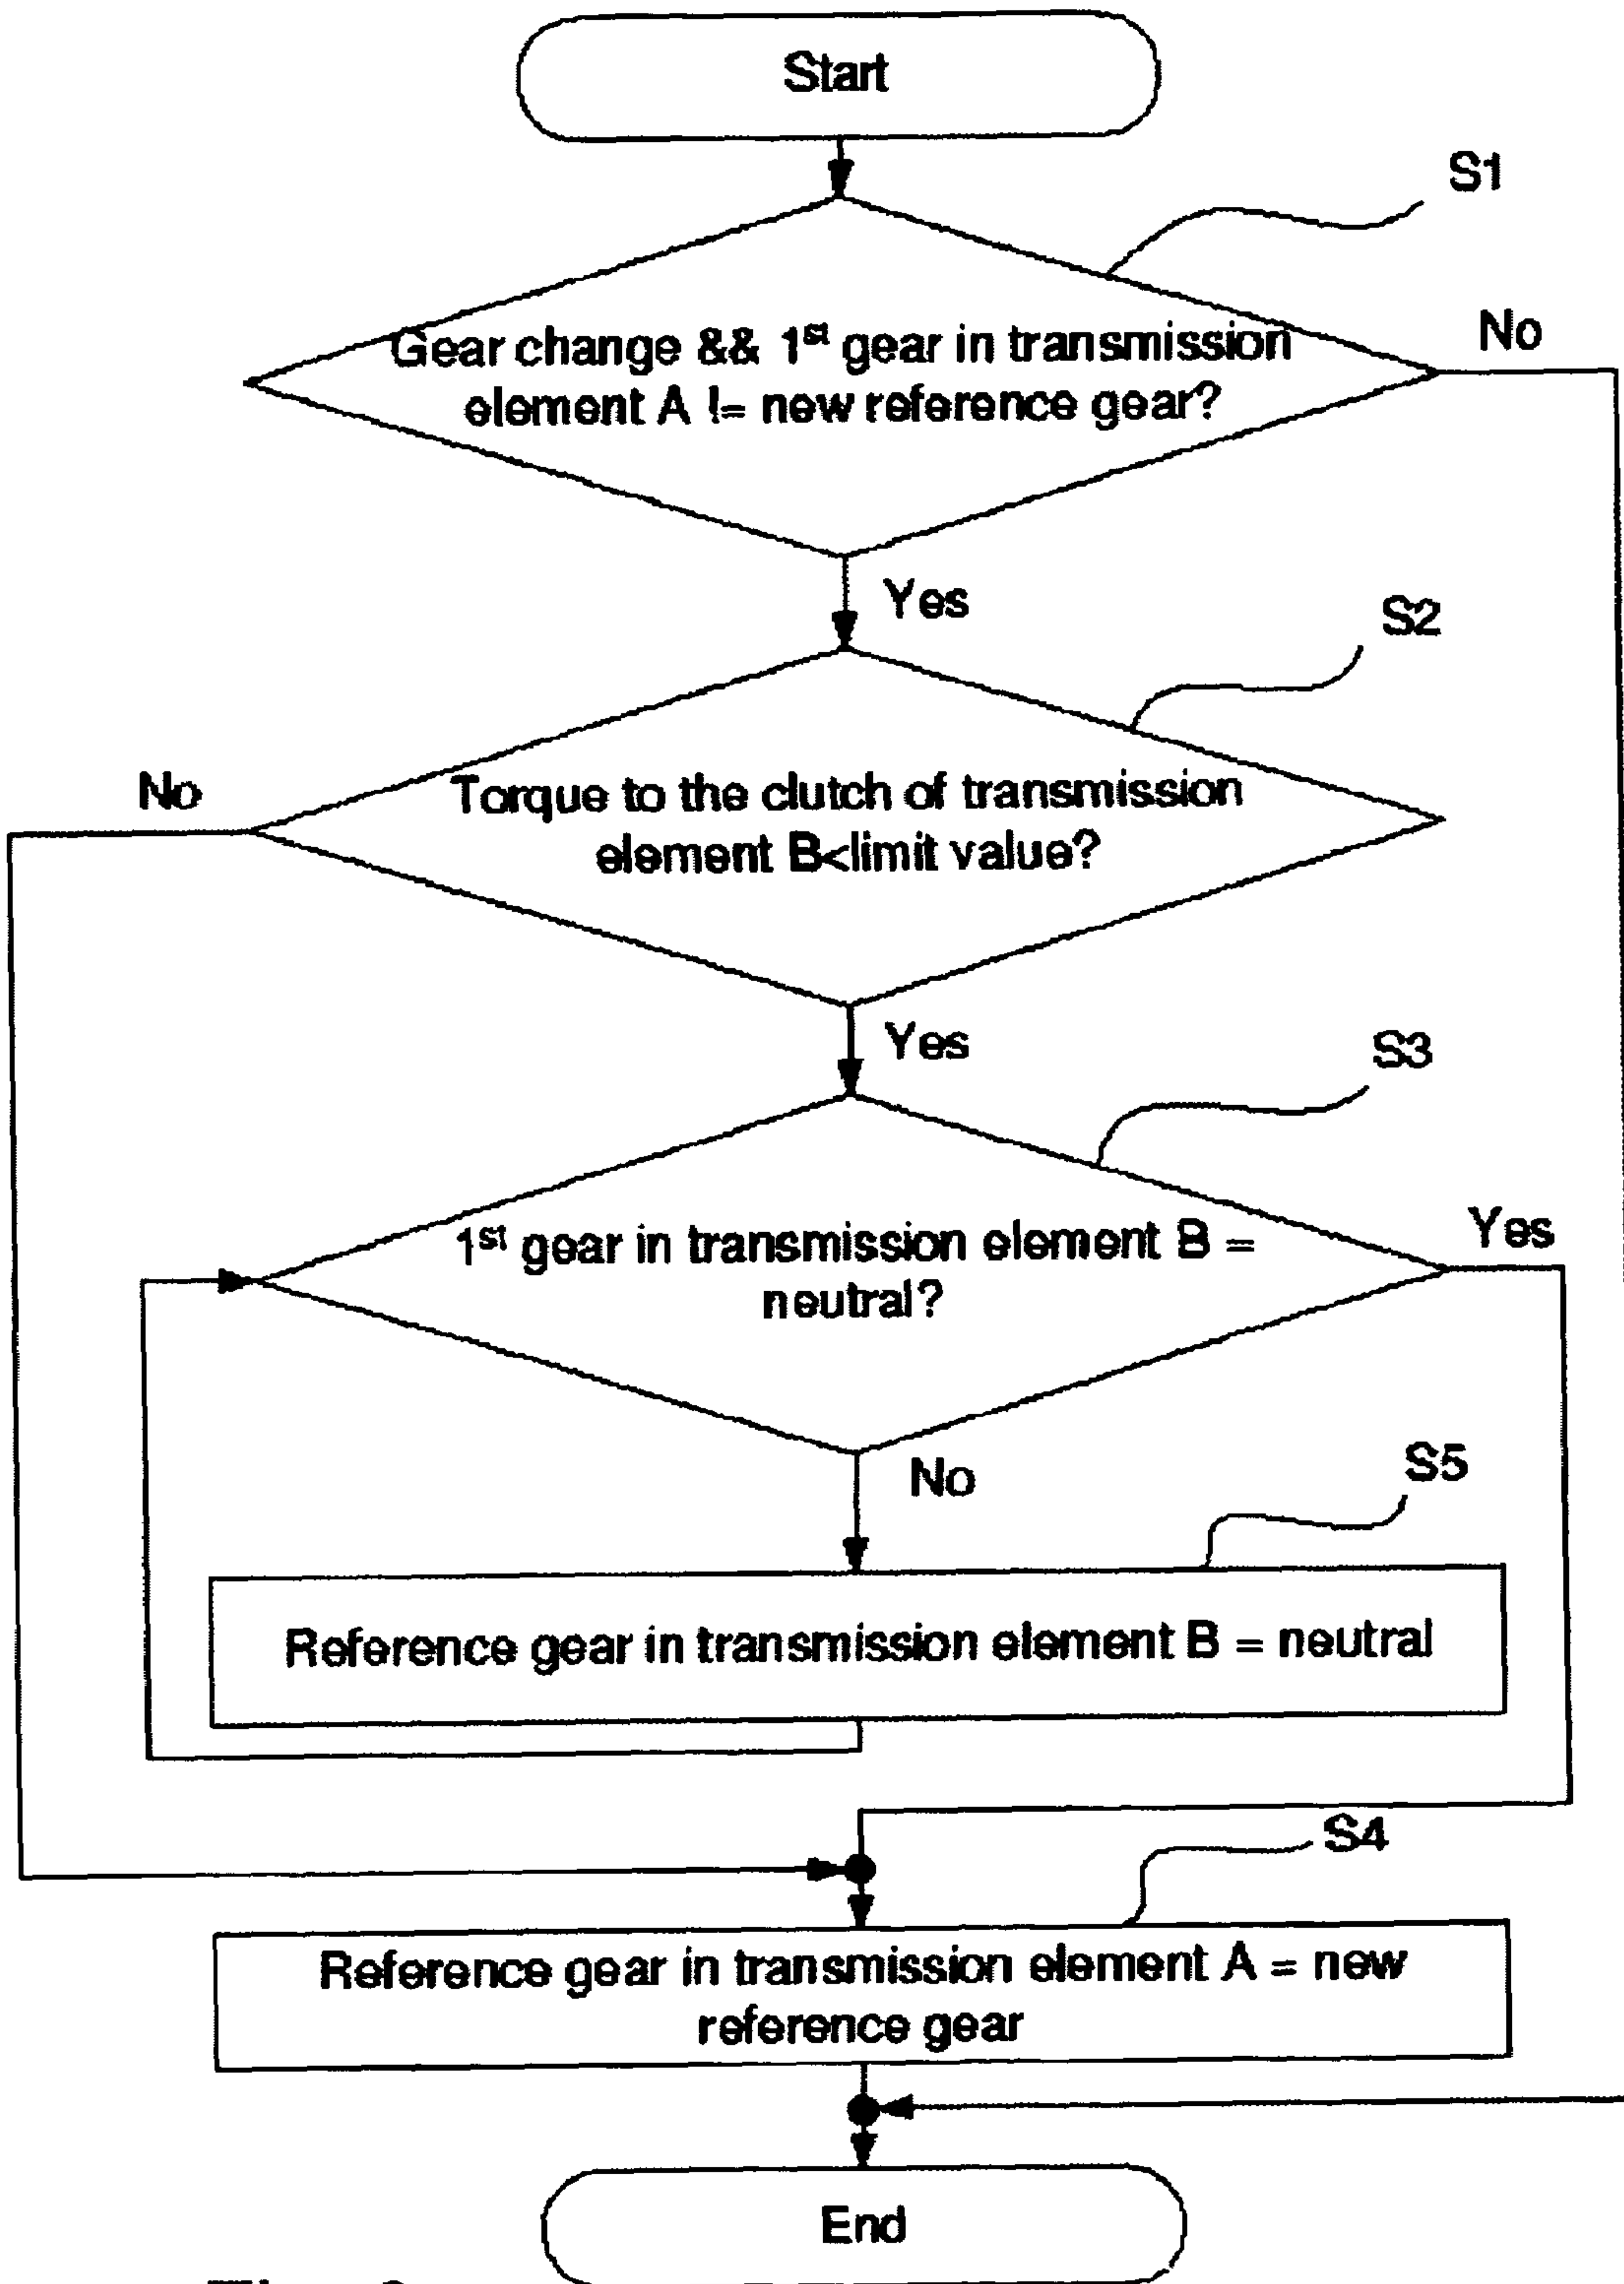 Start
S1
Gear change && 1st gear in transmission
element A != new reference gear?
No
Yes
S2
No
Torque to the clutch of transmission
element B<limit value?
Yes
S3
1st gear in transmission element B =
neutral?
Yes
No
S5
Reference gear in transmission element B = neutral
S4
Reference gear in transmission element A = new
reference gear
End